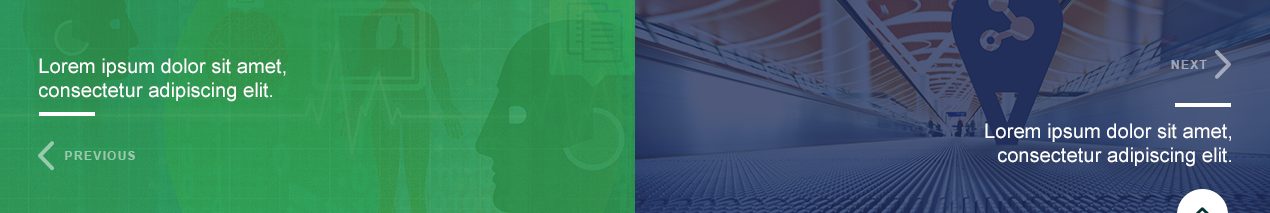 Lorem ipsum dolor sit amet,
consectetur adipiscing elit.
PREVIOUS
NEXT
Lorem ipsum dolor sit amet,
consectetur adipiscing elit.